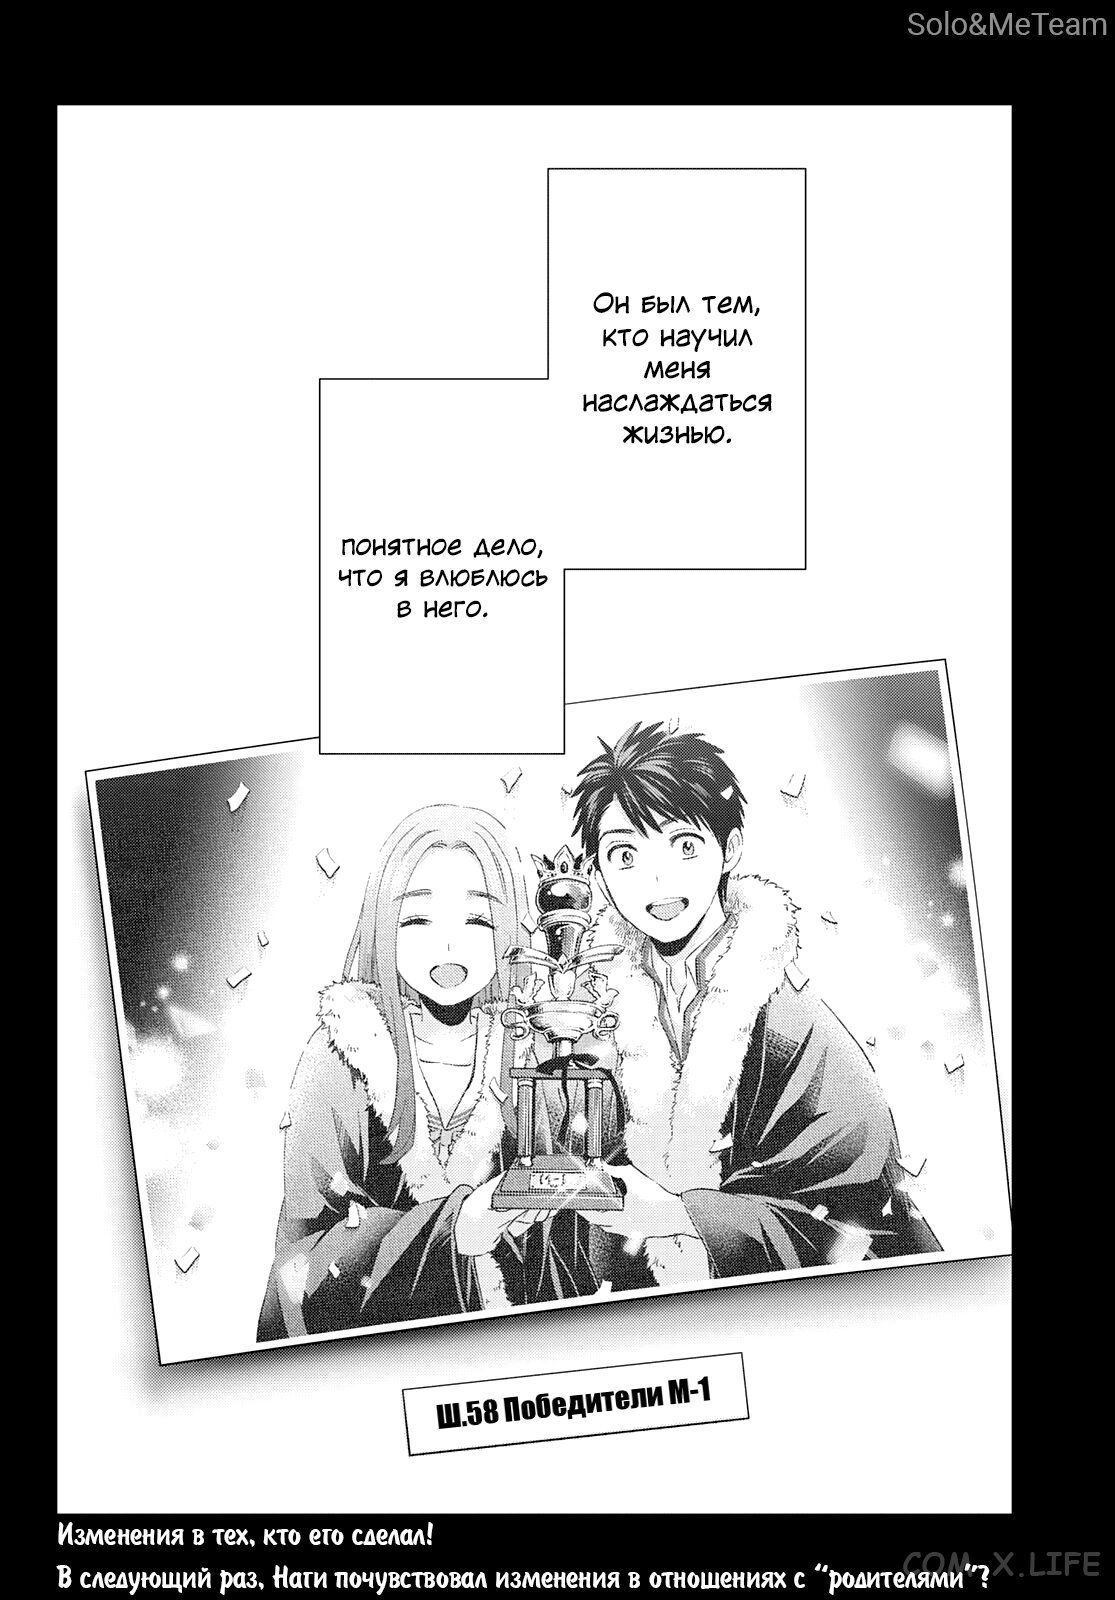 Solo&MeTeam
Он был тем,
кто научил
меня
наслаждаться
жизнью.
понятное дело,
что я влюблюсь
в него.
Ш.58 Победители М-1
Изменения в тех, кто его сделал!
В следующий раз, Наги почувствовал изменения в отношениях с “родителями”?
COM-X.LIFE